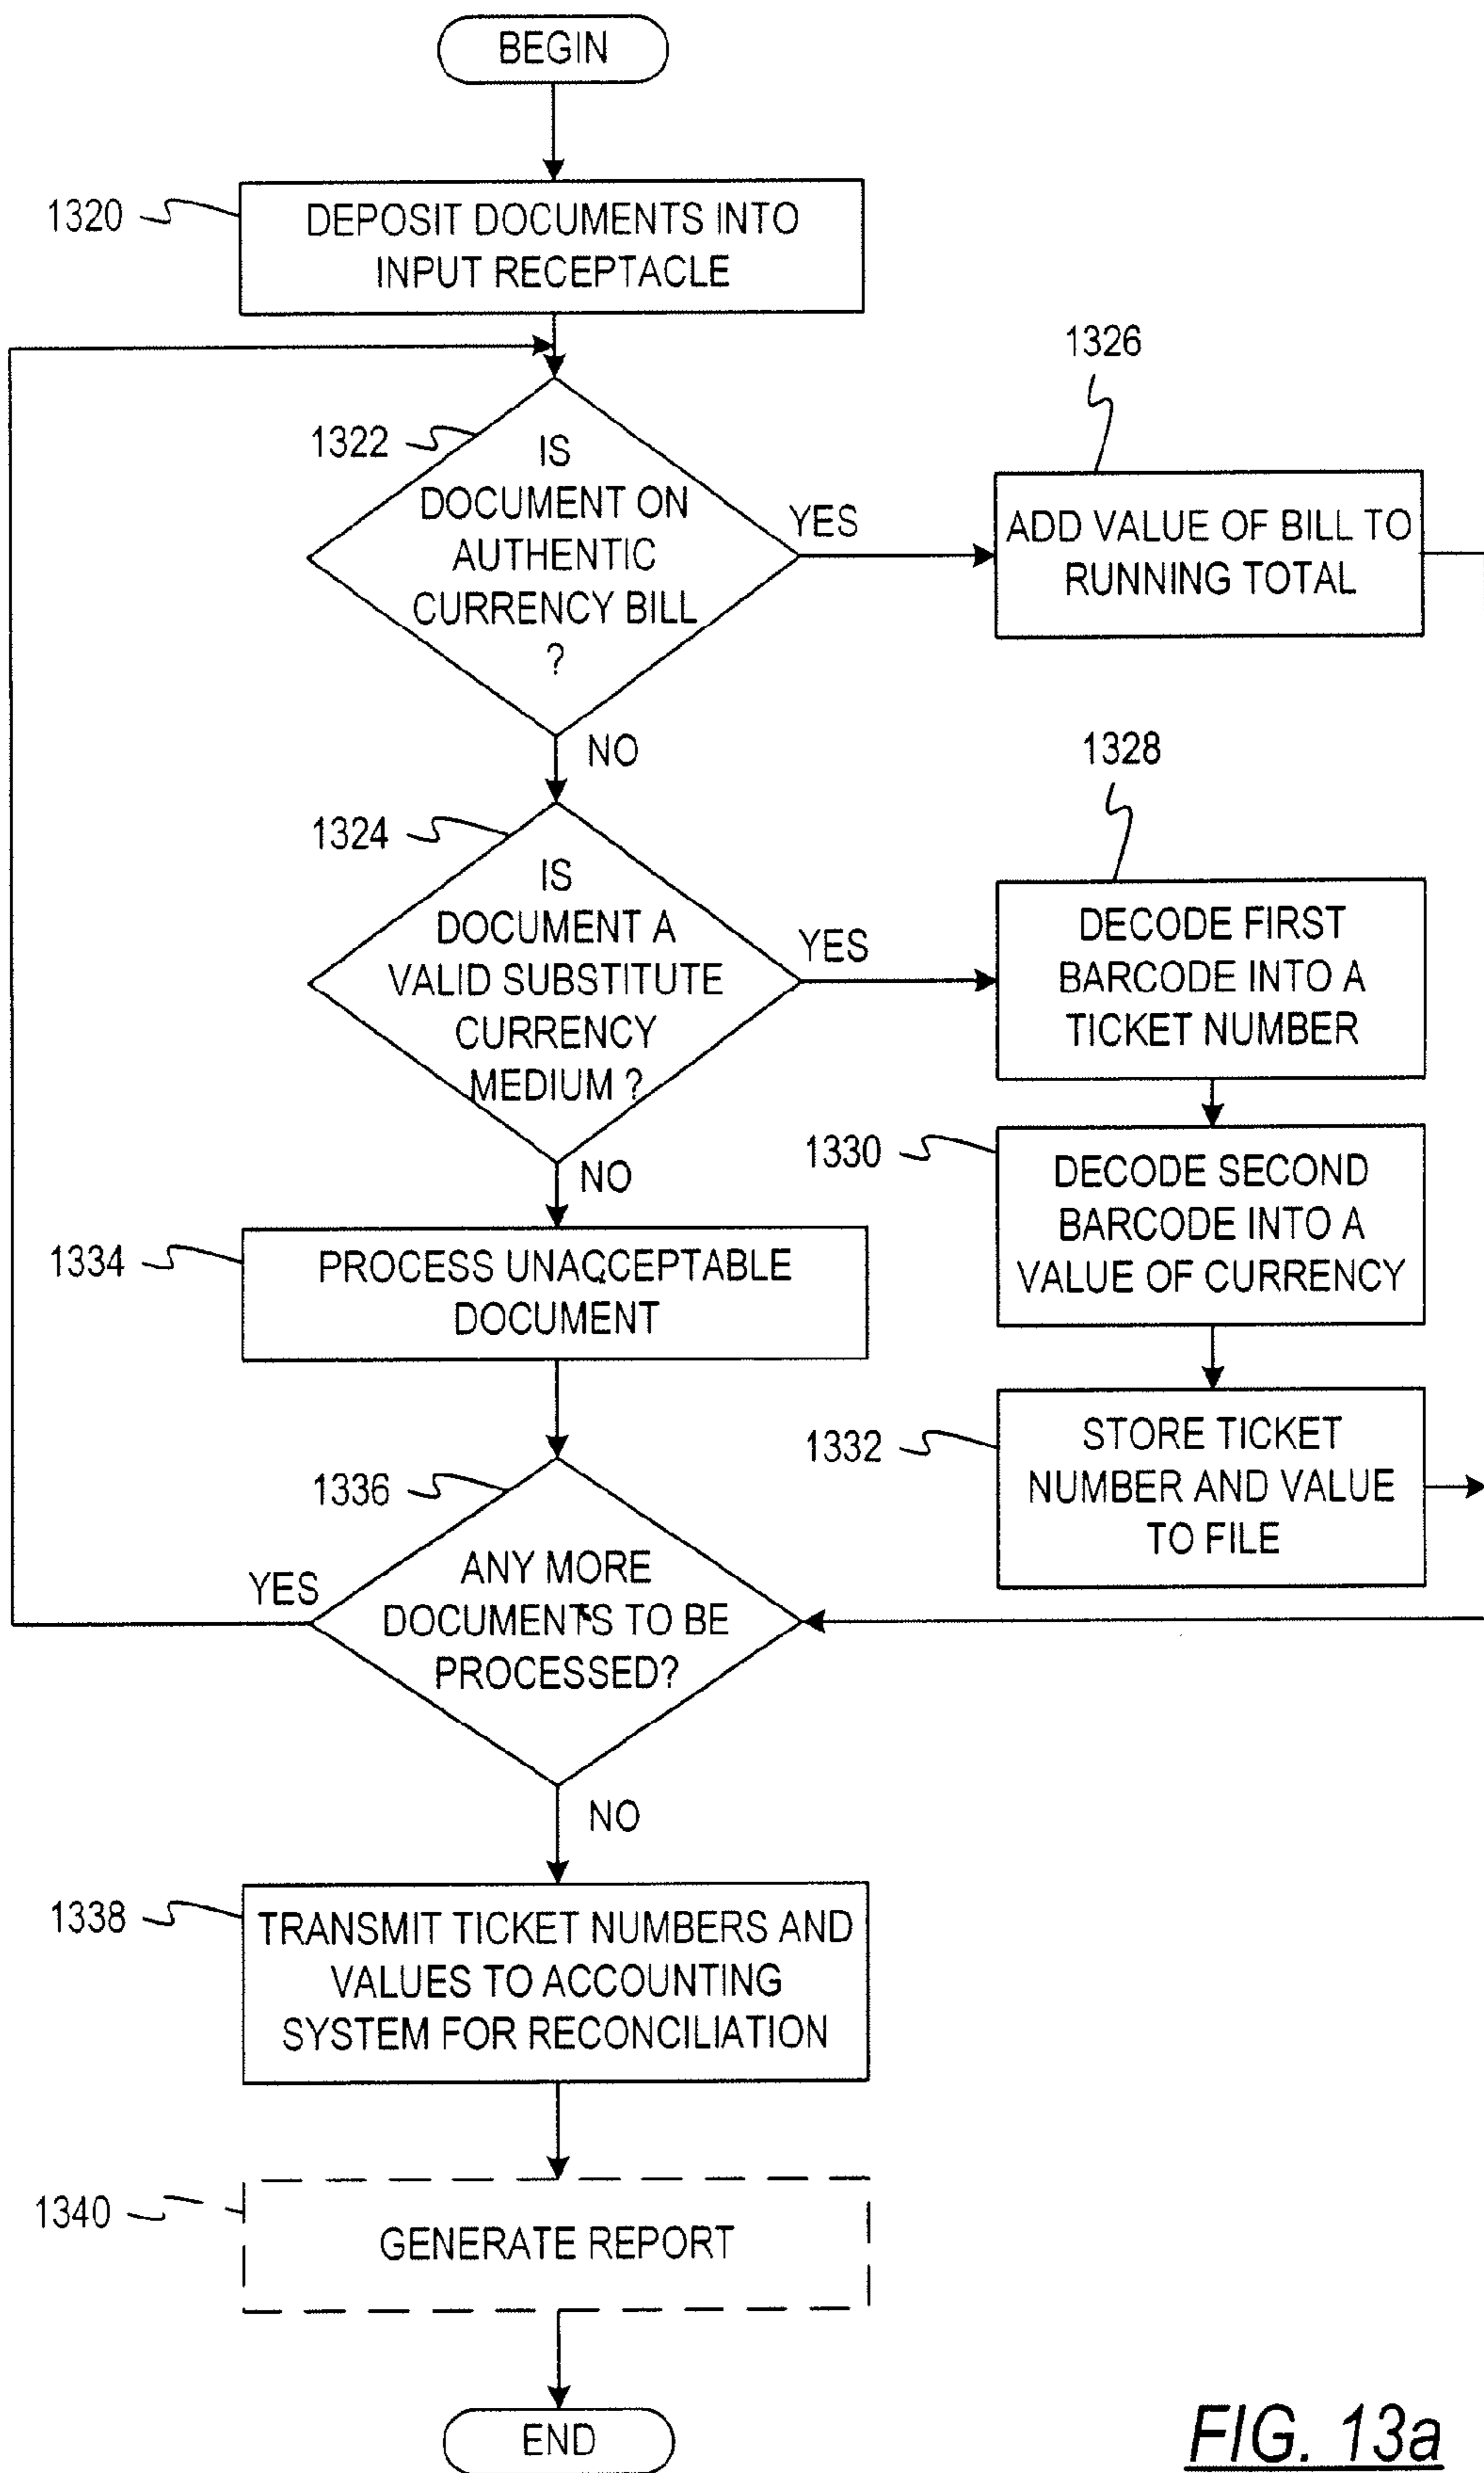 BEGIN
1320
DEPOSIT DOCUMENTS INTO
INPUT RECEPTACLE
1322
IS
DOCUMENT ON
AUTHENTIC
CURRENCY BILL
?
YES
1326
ADD VALUE OF BILL TO
RUNNING TOTAL
NO
1324
IS
DOCUMENT A
VALID SUBSTITUTE
CURRENCY
MEDIUM ?
YES
1328
DECODE FIRST
BARCODE INTO A
TICKET NUMBER
1330
DECODE SECOND
BARCODE INTO A
VALUE OF CURRENCY
1332
STORE TICKET
NUMBER AND VALUE
TO FILE
NO
1334
PROCESS UNACCEPTABLE
DOCUMENT
1336
ANY MORE
DOCUMENTS TO BE
PROCESSED?
YES
NO
1338
TRANSMIT TICKET NUMBERS AND
VALUES TO ACCOUNTING
SYSTEM FOR RECONCILIATION
1340
GENERATE REPORT
END
FIG. 13a